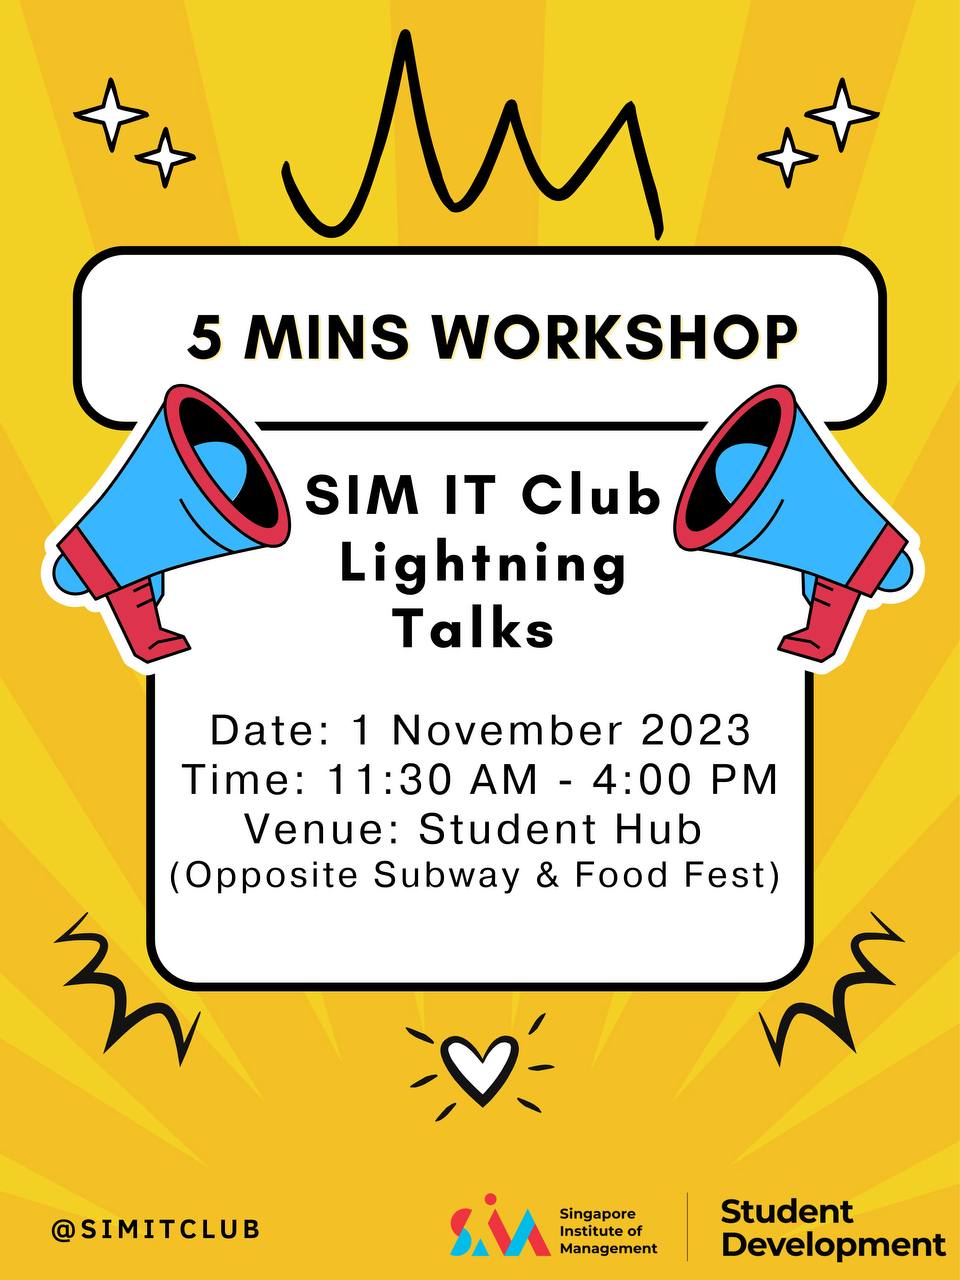 5 MINS WORKSHOP
SIM IT Club
Lightning
Talks
Date: 1 November 2023
Time: 11:30 AM - 4:00 PM
Venue: Student Hub
(Opposite Subway & Food Fest)
@SIMITCLUB
SIM
Singapore
Institute of
Management
Student
Development